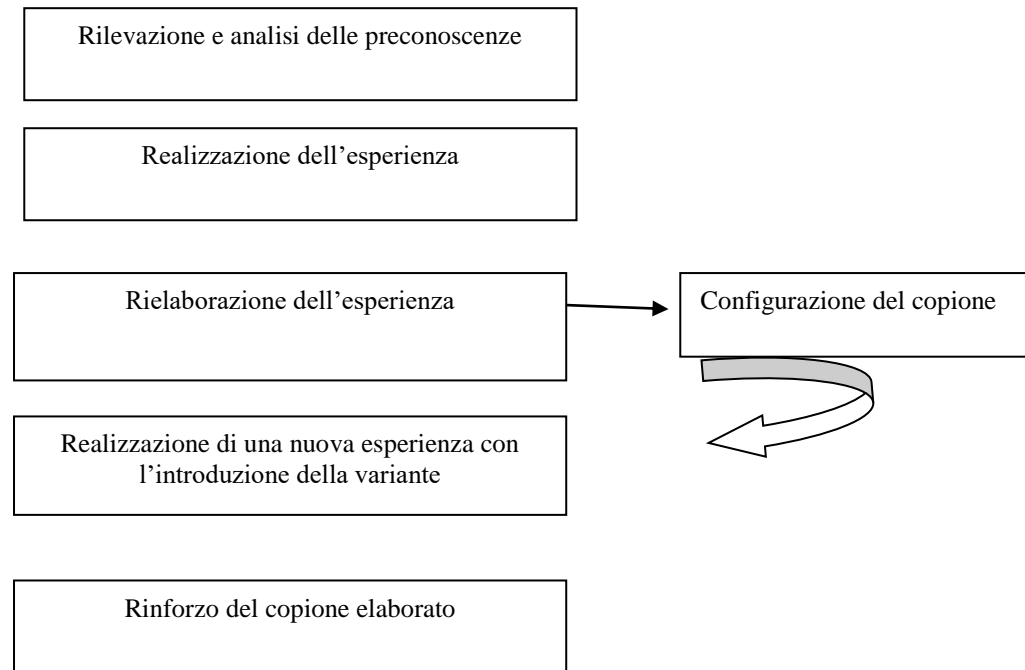 Rilevazione e analisi delle preconoscenze
Realizzazione dell’esperienza
Rielaborazione dell’esperienza
Configurazione del copione
Realizzazione di una nuova esperienza con
l’introduzione della variante
Rinforzo del copione elaborato